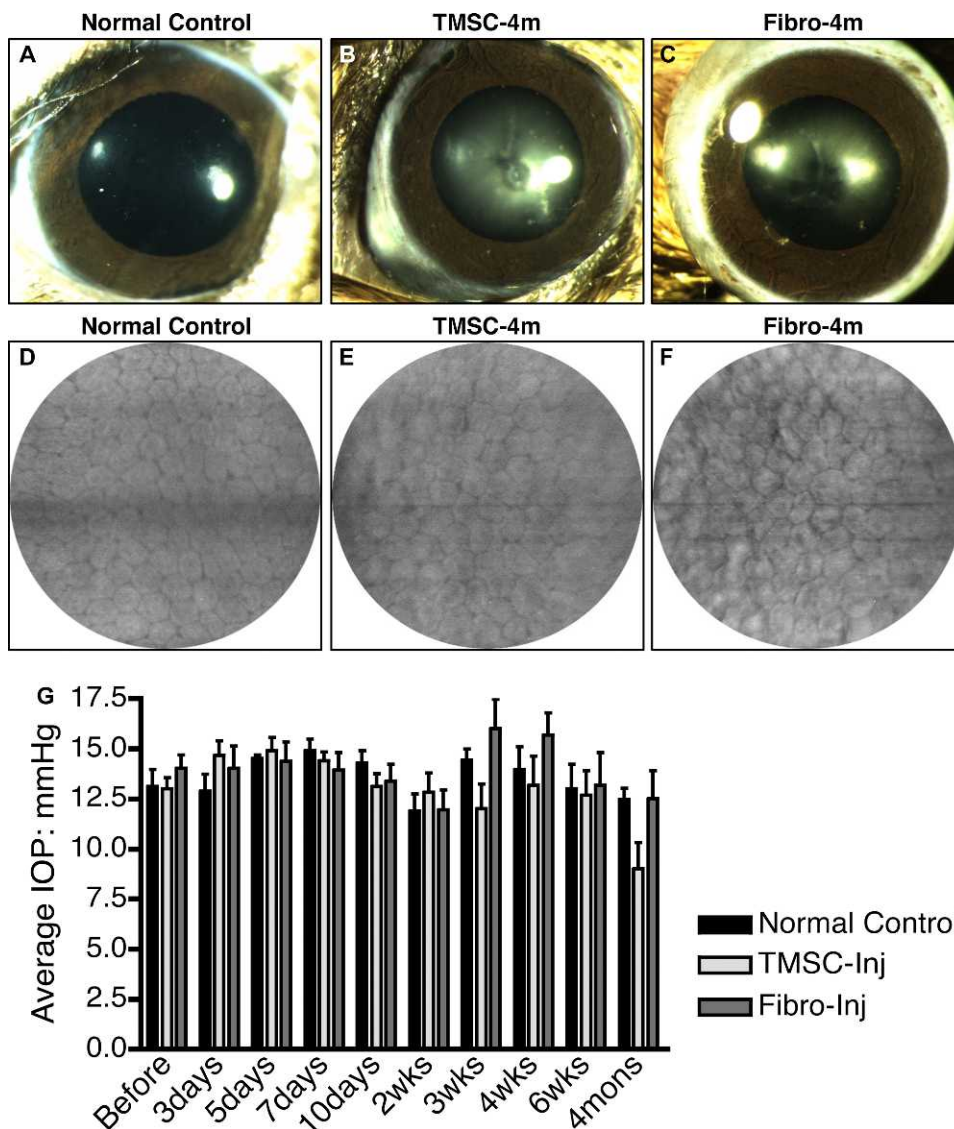 Normal Control TMSC-4m Fibro-4m
A B C
Normal Control TMSC-4m Fibro-4m
D E F
G
Average IOP: mmHg
17.5
15.0
12.5
10.0
7.5
5.0
2.5
0.0
Before 3days 5days 7days 10days 2wks 3wks 4wks 6wks 4mons
Normal Control
TMSC-Inj
Fibro-Inj